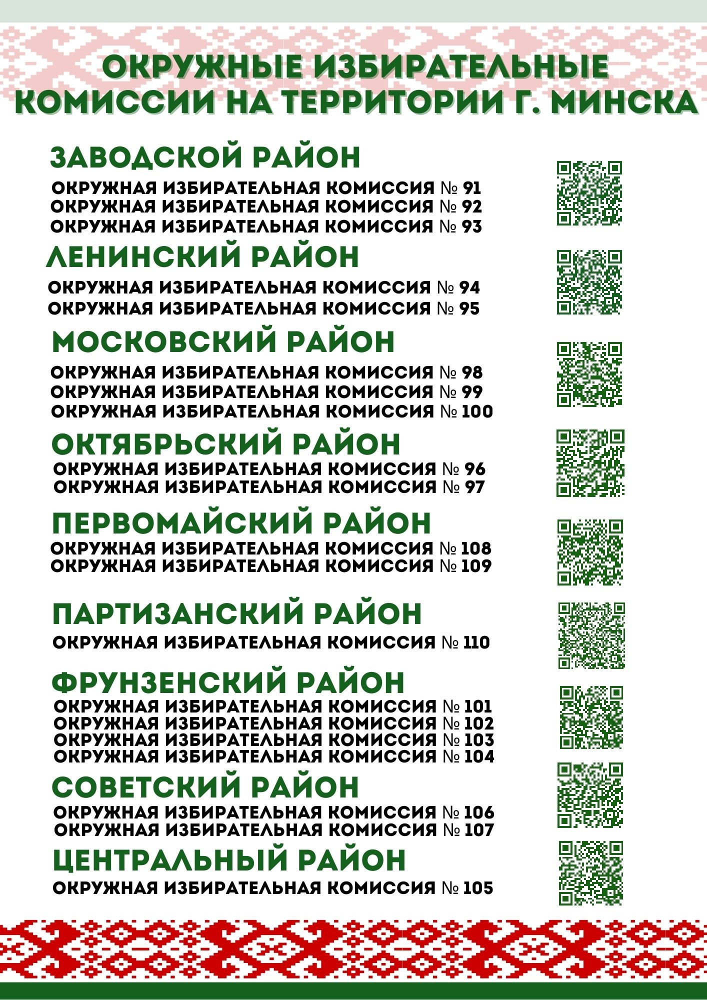 ОКРУЖНЫЕ ИЗБИРАТЕЛЬНЫЕ
КОМИССИИ НА ТЕРРИТОРИИ Г. МИНСКА
ЗАВОДСКОЙ РАЙОН
ОКРУЖНАЯ ИЗБИРАТЕЛЬНАЯ КОМИССИЯ № 91
ОКРУЖНАЯ ИЗБИРАТЕЛЬНАЯ КОМИССИЯ № 92
ОКРУЖНАЯ ИЗБИРАТЕЛЬНАЯ КОМИССИЯ № 93
ЛЕНИНСКИЙ РАЙОН
ОКРУЖНАЯ ИЗБИРАТЕЛЬНАЯ КОМИССИЯ № 94
ОКРУЖНАЯ ИЗБИРАТЕЛЬНАЯ КОМИССИЯ № 95
МОСКОВСКИЙ РАЙОН
ОКРУЖНАЯ ИЗБИРАТЕЛЬНАЯ КОМИССИЯ № 98
ОКРУЖНАЯ ИЗБИРАТЕЛЬНАЯ КОМИССИЯ № 99
ОКРУЖНАЯ ИЗБИРАТЕЛЬНАЯ КОМИССИЯ № 100
ОКТЯБРЬСКИЙ РАЙОН
ОКРУЖНАЯ ИЗБИРАТЕЛЬНАЯ КОМИССИЯ № 96
ОКРУЖНАЯ ИЗБИРАТЕЛЬНАЯ КОМИССИЯ № 97
ПЕРВОМАЙСКИЙ РАЙОН
ОКРУЖНАЯ ИЗБИРАТЕЛЬНАЯ КОМИССИЯ № 108
ОКРУЖНАЯ ИЗБИРАТЕЛЬНАЯ КОМИССИЯ № 109
ПАРТИЗАНСКИЙ РАЙОН
ОКРУЖНАЯ ИЗБИРАТЕЛЬНАЯ КОМИССИЯ № 110
ФРУНЗЕНСКИЙ РАЙОН
ОКРУЖНАЯ ИЗБИРАТЕЛЬНАЯ КОМИССИЯ № 101
ОКРУЖНАЯ ИЗБИРАТЕЛЬНАЯ КОМИССИЯ № 102
ОКРУЖНАЯ ИЗБИРАТЕЛЬНАЯ КОМИССИЯ № 103
ОКРУЖНАЯ ИЗБИРАТЕЛЬНАЯ КОМИССИЯ № 104
СОВЕТСКИЙ РАЙОН
ОКРУЖНАЯ ИЗБИРАТЕЛЬНАЯ КОМИССИЯ № 106
ОКРУЖНАЯ ИЗБИРАТЕЛЬНАЯ КОМИССИЯ № 107
ЦЕНТРАЛЬНЫЙ РАЙОН
ОКРУЖНАЯ ИЗБИРАТЕЛЬНАЯ КОМИССИЯ № 105